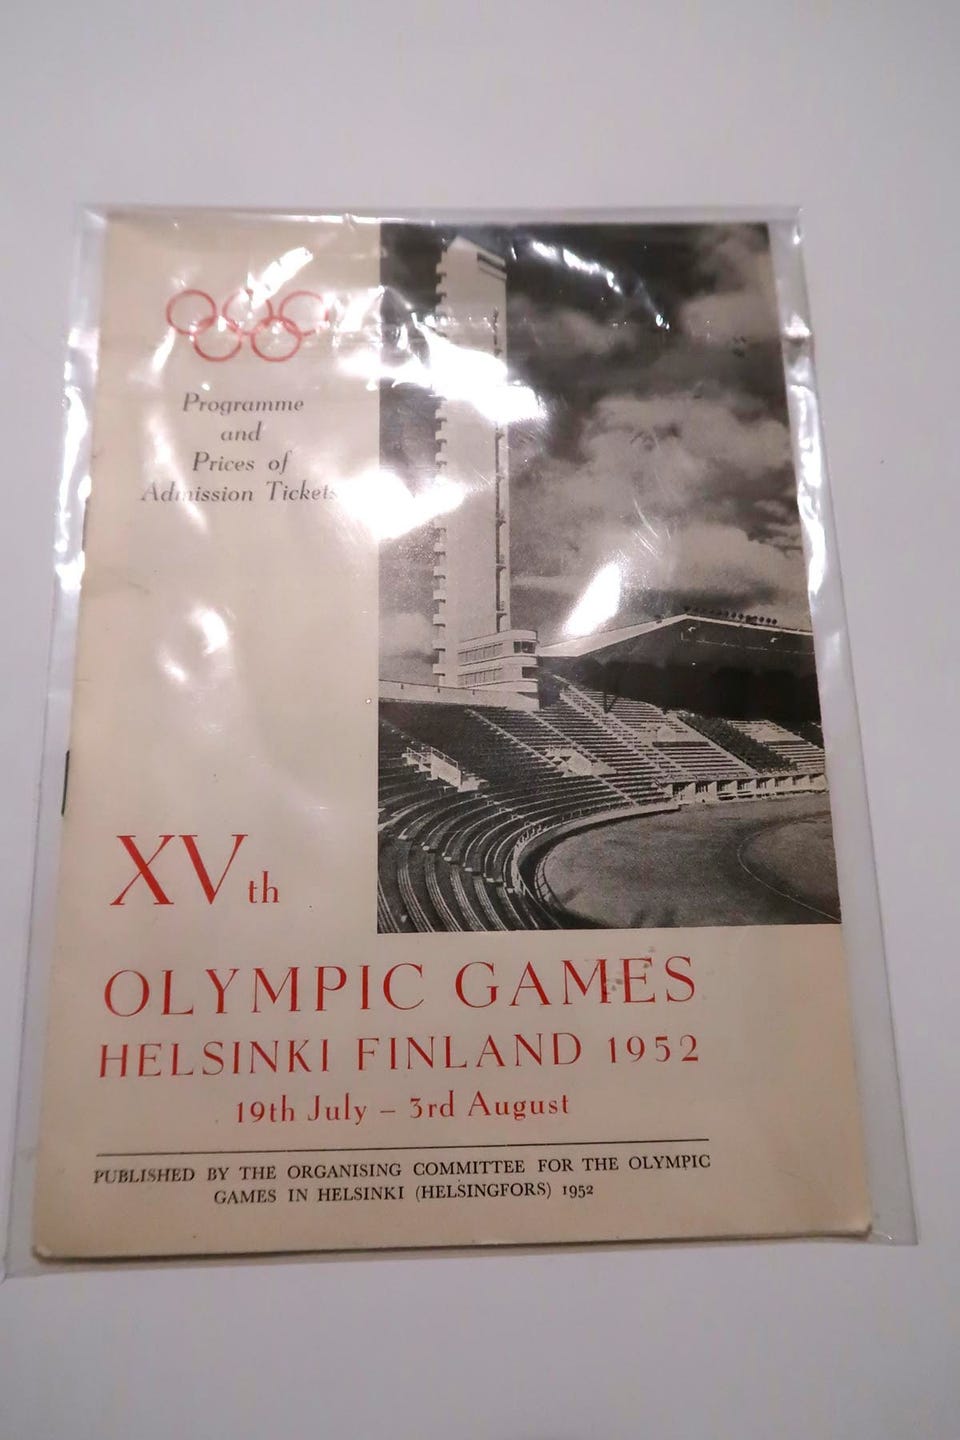 Programme
and
Prices of
Admission Tickets
XVth
OLYMPIC GAMES
HELSINKI FINLAND 1952
19th July – 3rd August
PUBLISHED BY THE ORGANISING COMMITTEE FOR THE OLYMPIC
GAMES IN HELSINKI (HELSINGFORS) 1952